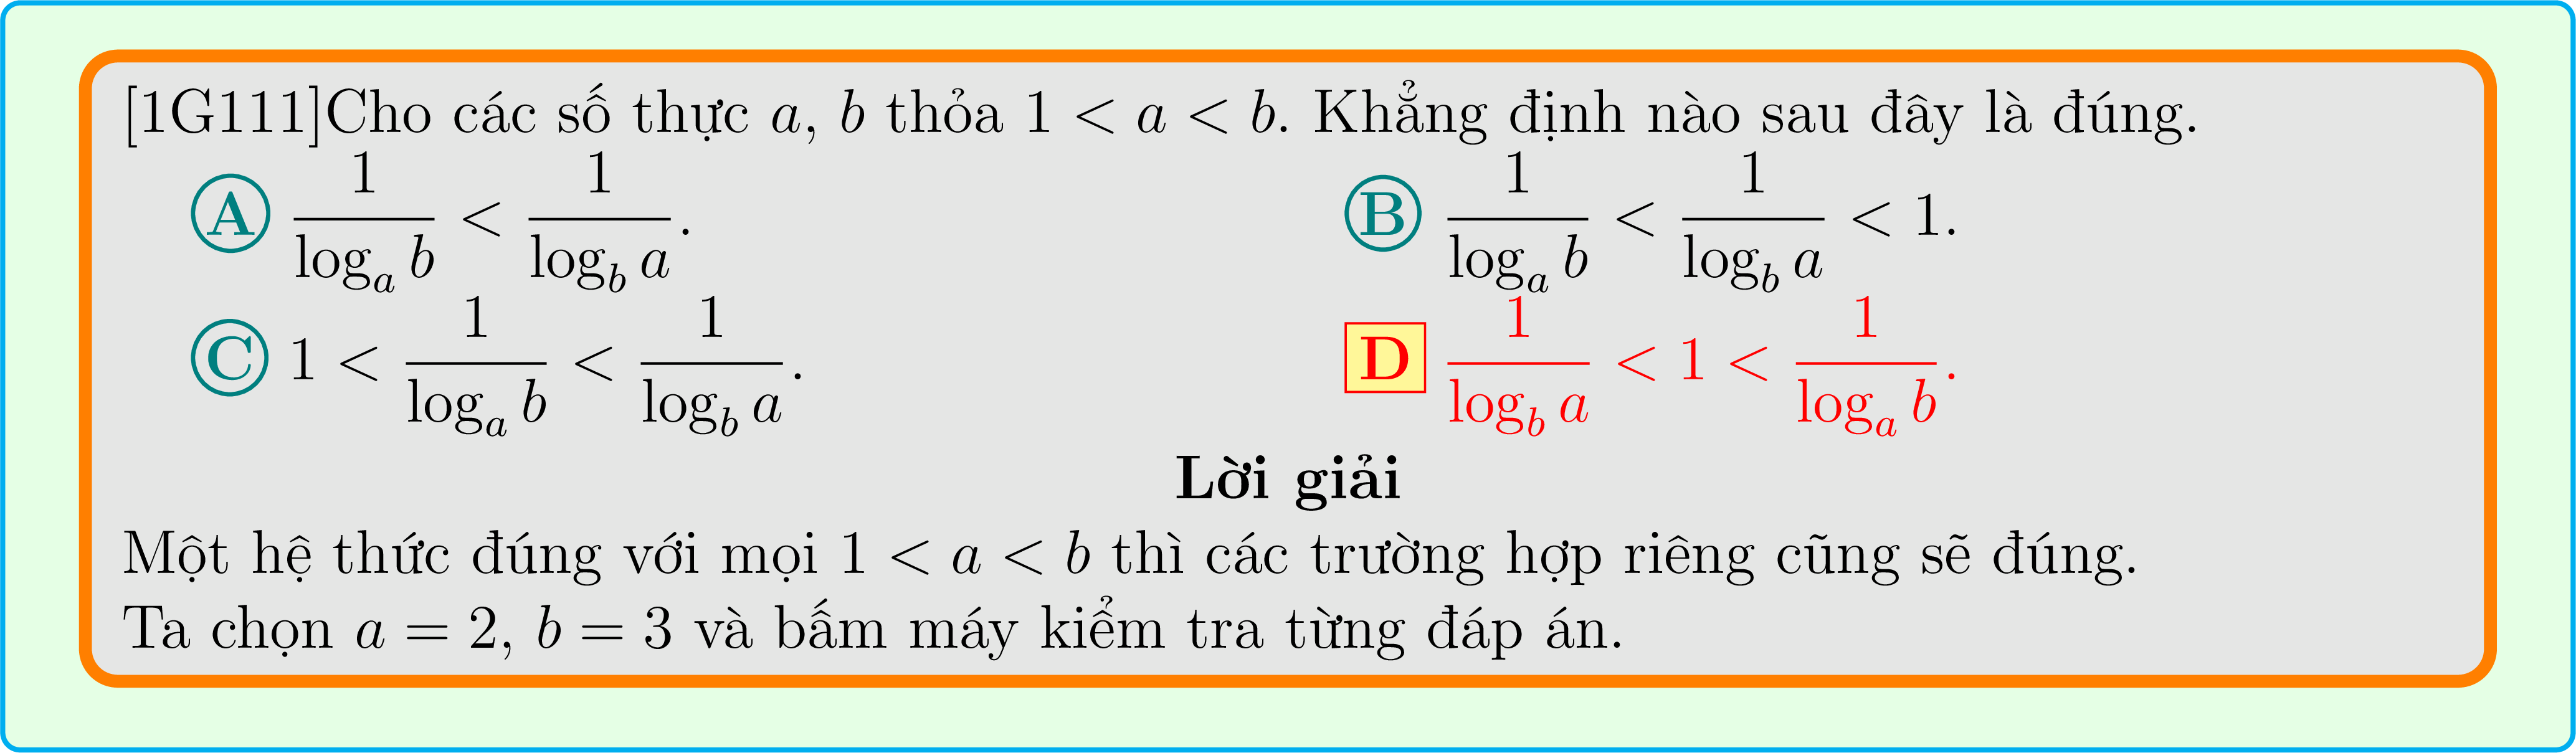 [1G111]Cho các số thực a, b thỏa 1 < a < b. Khẳng định nào sau đây là đúng.
A $\frac{1}{\log_a b} < \frac{1}{\log_b a}$. B $\frac{1}{\log_a b} < \frac{1}{\log_b a} < 1$.
C $1 < \frac{1}{\log_a b} < \frac{1}{\log_b a}$. D $\frac{1}{\log_b a} < 1 < \frac{1}{\log_a b}$.
Lời giải
Một hệ thức đúng với mọi 1 < a < b thì các trường hợp riêng cũng sẽ đúng.
Ta chọn a = 2, b = 3 và bấm máy kiểm tra từng đáp án.